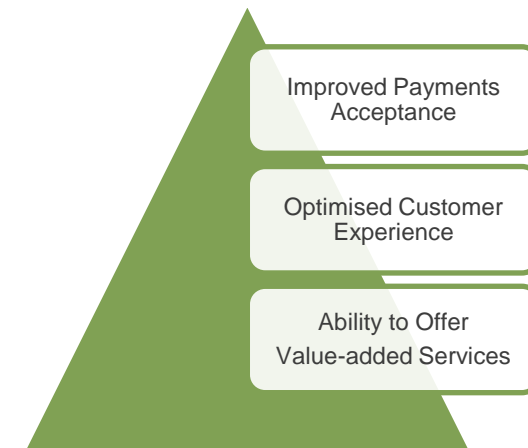 Improved Payments
Acceptance
Optimised Customer
Experience
Ability to Offer
Value-added Services